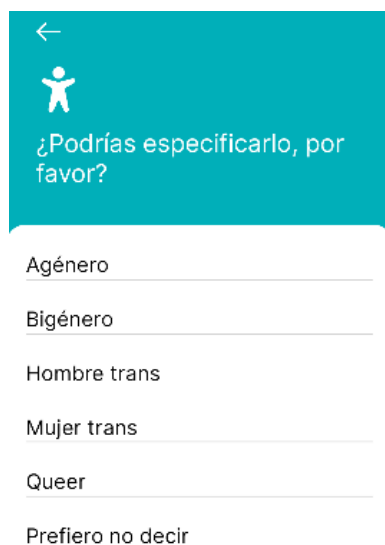 ¿Podrías especificarlo, por
favor?
Agénero
Bigénero
Hombre trans
Mujer trans
Queer
Prefiero no decir